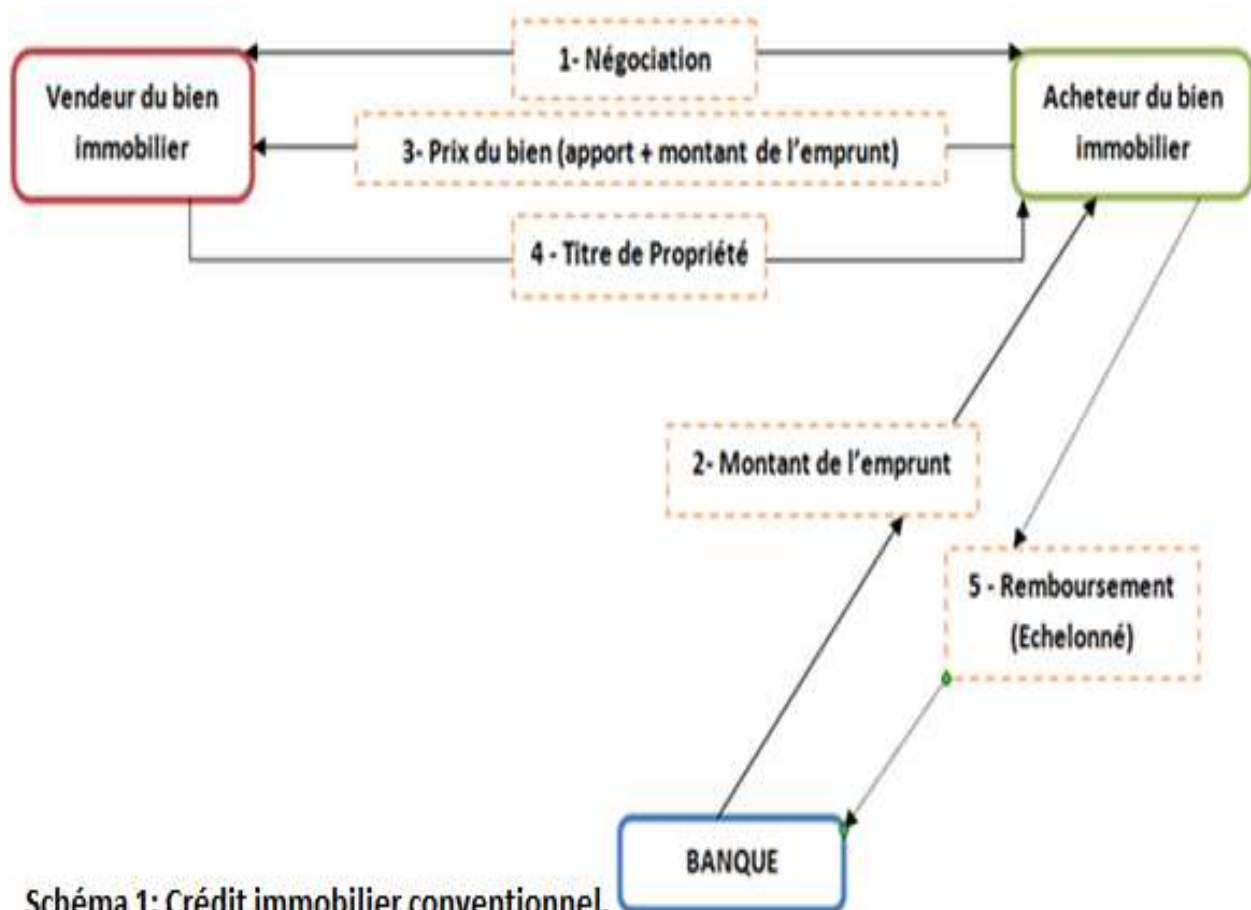 1- Négociation
Vendeur du bien
immobilier
Acheteur du bien
immobilier
3- Prix du bien (apport + montant de l'emprunt)
4 - Titre de Propriété
2- Montant de l'emprunt
5 - Remboursement
(Echelonné)
BANQUE
Schéma 1: Crédit immobilier conventionnel.